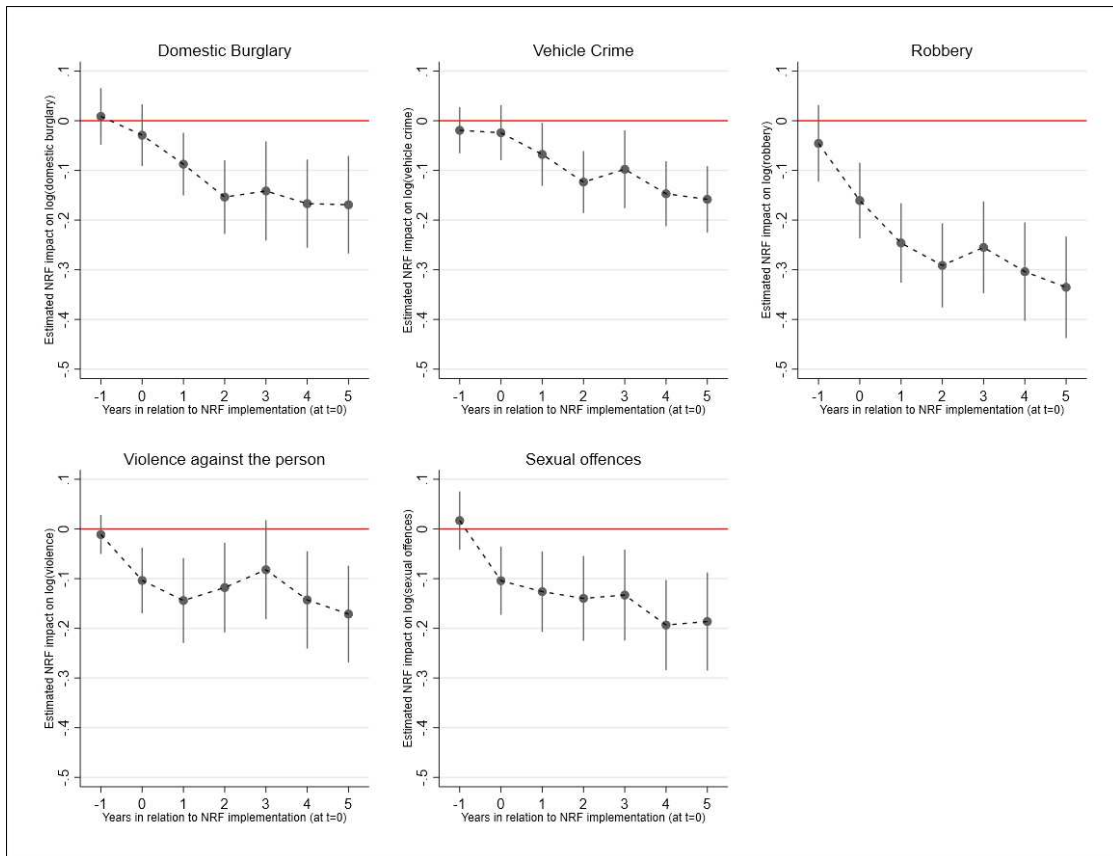 Domestic Burglary
Estimated NRF impact on log(domestic burglary)
.1
0
-.1
-.2
-.3
-.4
-.5
-1 0 1 2 3 4 5
Years in relation to NRF implementation (at t=0)
Vehicle Crime
Estimated NRF impact on log(vehicle crime)
.1
0
-.1
-.2
-.3
-.4
-.5
-1 0 1 2 3 4 5
Years in relation to NRF implementation (at t=0)
Robbery
Estimated NRF impact on log(robbery)
.1
0
-.1
-.2
-.3
-.4
-.5
-1 0 1 2 3 4 5
Years in relation to NRF implementation (at t=0)
Violence against the person
Estimated NRF impact on log(violence)
.1
0
-.1
-.2
-.3
-.4
-.5
-1 0 1 2 3 4 5
Years in relation to NRF implementation (at t=0)
Sexual offences
Estimated NRF impact on log(sexual offences)
.1
0
-.1
-.2
-.3
-.4
-.5
-1 0 1 2 3 4 5
Years in relation to NRF implementation (at t=0)